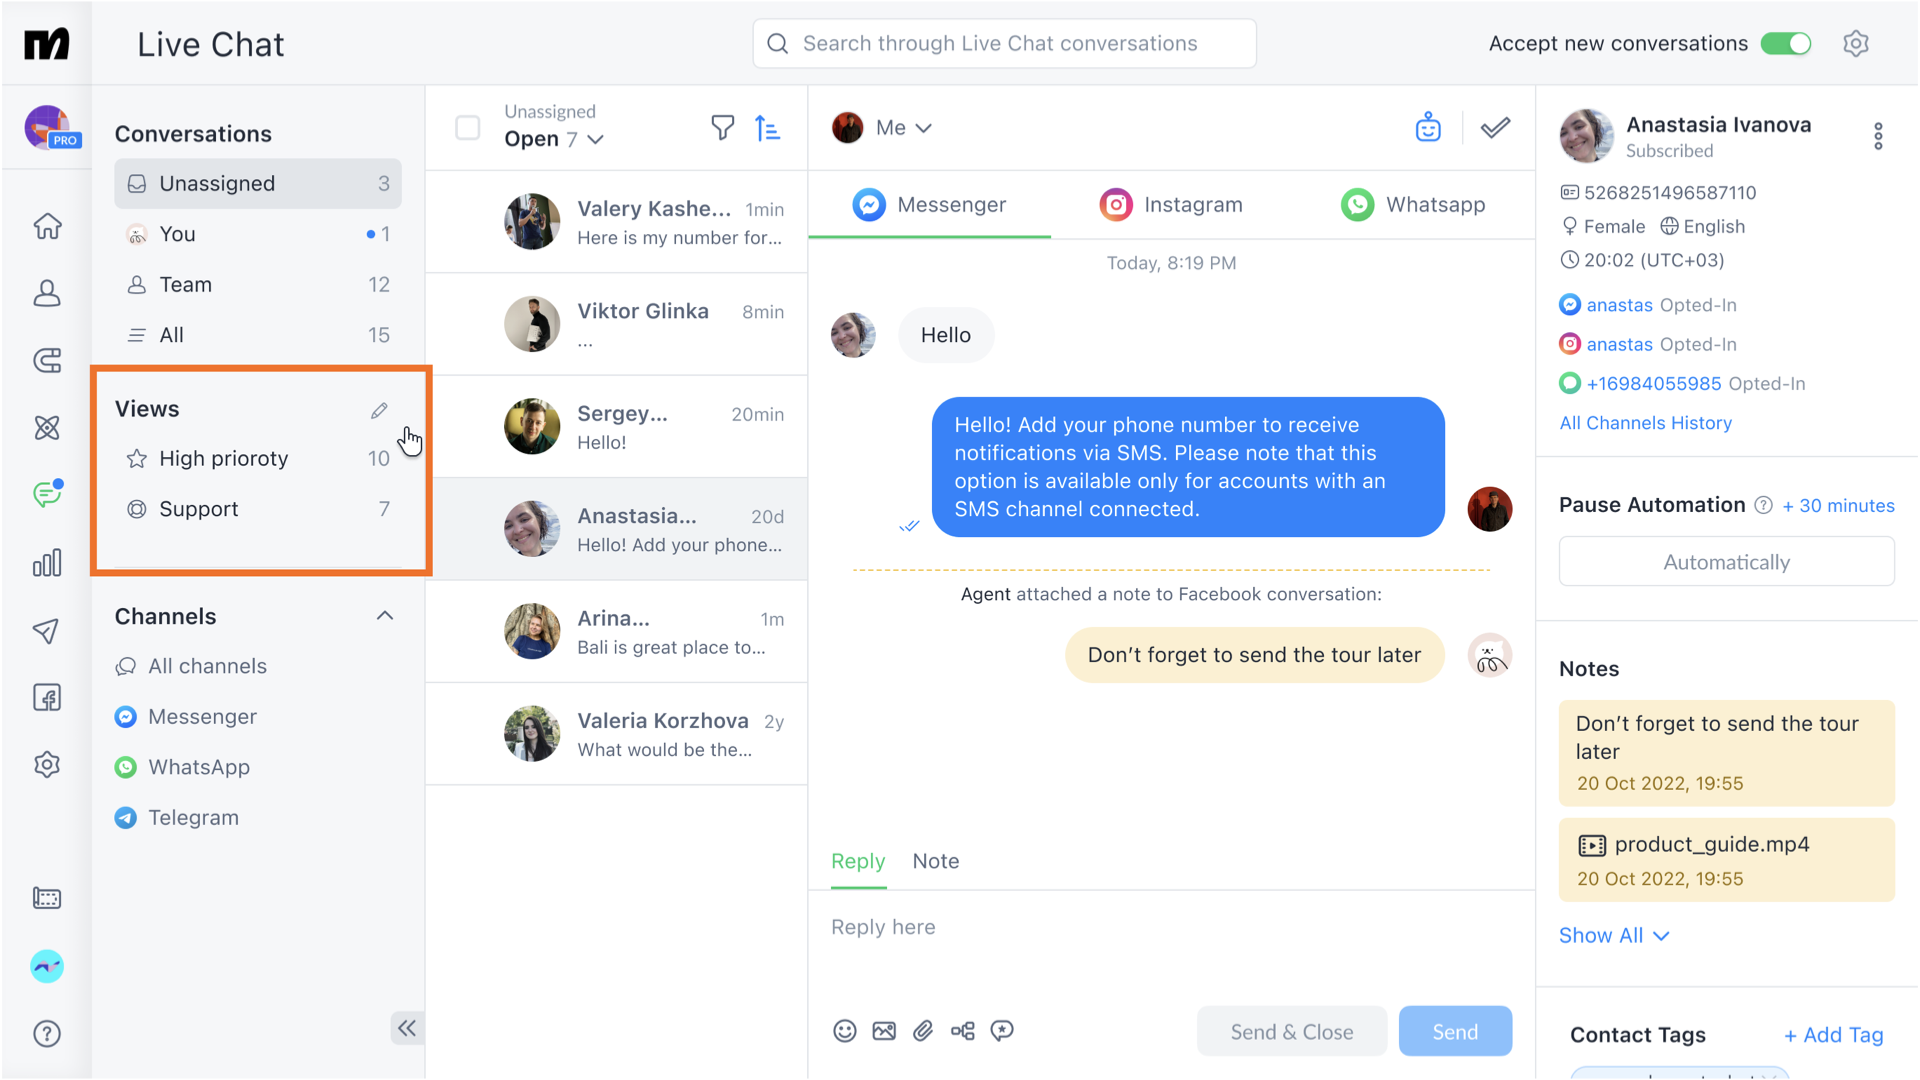 Live Chat
Search through Live Chat conversations
Accept new conversations
PRO
Conversations
Unassigned 3
You 1
Team 12
All 15
Views
High prioroty 10
Support 7
Channels
All channels
Messenger
WhatsApp
Telegram
Unassigned
Open 7
Valery Kashe... 1min
Here is my number for...
Viktor Glinka 8min
...
Sergey... 20min
Hello!
Anastasia... 20d
Hello! Add your phone...
Arina... 1m
Bali is great place to...
Valeria Korzhova 2y
What would be the...
Me
Messenger
Instagram
Whatsapp
Today, 8:19 PM
Hello
Hello! Add your phone number to receive
notifications via SMS. Please note that this
option is available only for accounts with an
SMS channel connected.
Agent attached a note to Facebook conversation:
Don’t forget to send the tour later
Reply Note
Reply here
Send & Close
Send
Anastasia Ivanova
Subscribed
5268251496587110
Female English
20:02 (UTC+03)
anastas Opted-In
anastas Opted-In
+16984055985 Opted-In
All Channels History
Pause Automation ? + 30 minutes
Automatically
Notes
Don’t forget to send the tour
later
20 Oct 2022, 19:55
product_guide.mp4
20 Oct 2022, 19:55
Show All
Contact Tags + Add Tag